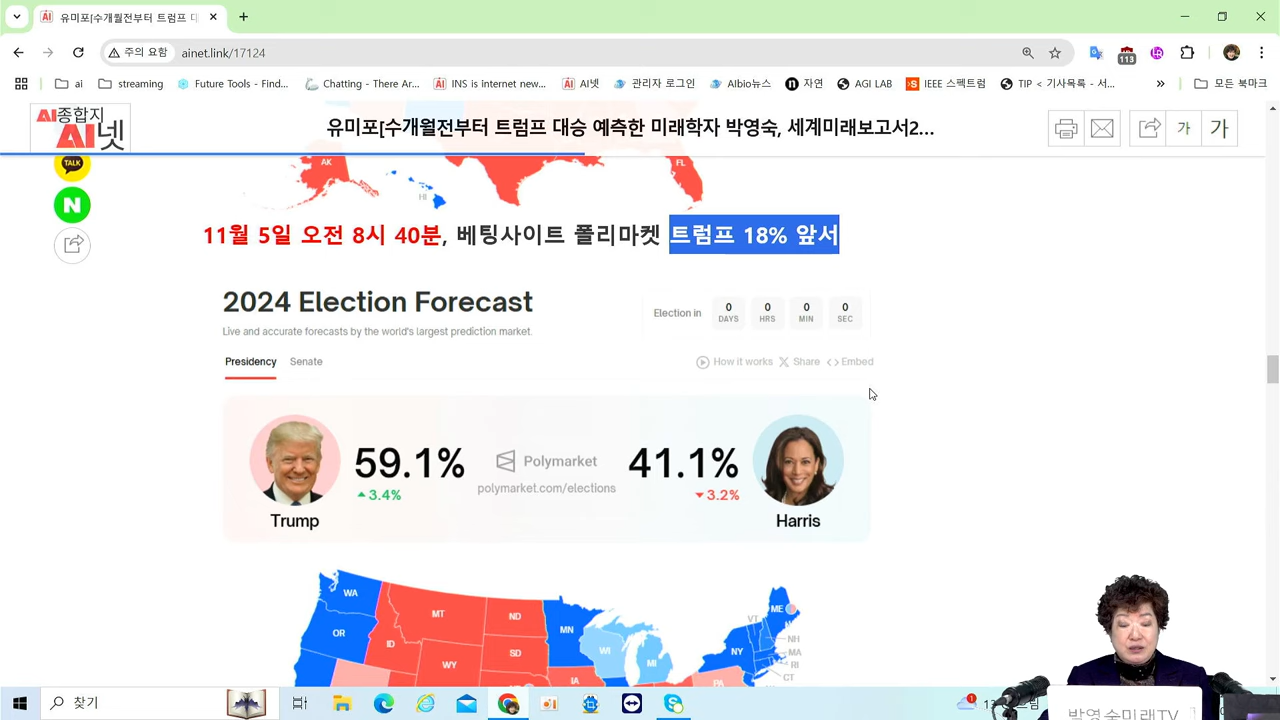 유미포[수개월전부터 트럼프 대
주의 요함
ainet.link/17124
113
ai
streaming
Future Tools - Find...
Chatting - There Ar...
INS is internet new...
AI넷
관리자 로그인
AIbio뉴스
자연
AGI LAB
IEEE 스펙트럼
TIP < 기사목록 - 서...
»
모든 북마크
AI종합지
AI넷
유미포[수개월전부터 트럼프 대승 예측한 미래학자 박영숙, 세계미래보고서2...
가
가
TALK
N
AK
HI
FL
11월 5일 오전 8시 40분, 베팅사이트 폴리마켓 트럼프 18% 앞서
2024 Election Forecast
Live and accurate forecasts by the world's largest prediction market.
Election in
0 DAYS
0 HRS
0 MIN
0 SEC
Presidency
Senate
How it works
Share
Embed
59.1%
3.4%
Trump
Polymarket
polymarket.com/elections
41.1%
3.2%
Harris
WA
OR
ID
MT
WY
ND
SD
MN
IA
WI
MI
PA
NY
VT
ME
NH
MA
RI
CT
찾기
박영숙미래TV